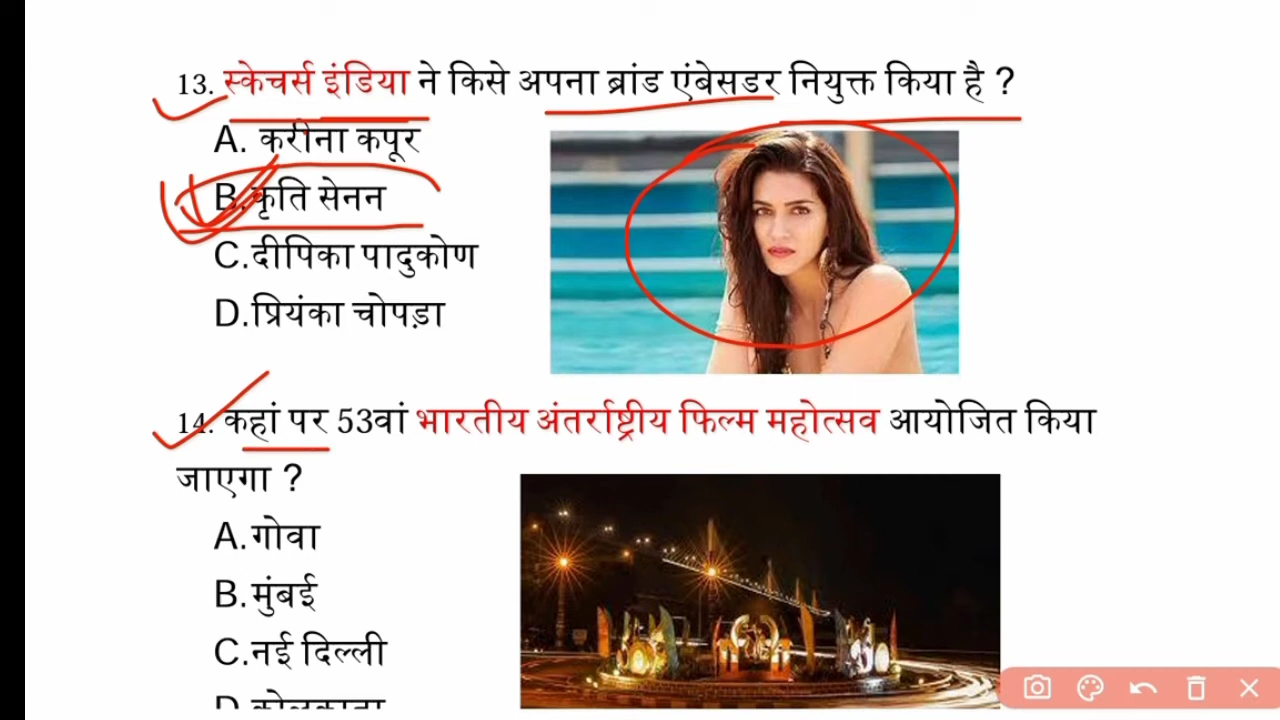 13. स्केचर्स इंडिया ने किसे अपना ब्रांड एंबेसडर नियुक्त किया है ?
A. करीना कपूर
B.कृति सेनन
C.दीपिका पादुकोण
D.प्रियंका चोपड़ा
14. कहां पर 53वां भारतीय अंतर्राष्ट्रीय फिल्म महोत्सव आयोजित किया
जाएगा ?
A.गोवा
B.मुंबई
C.नई दिल्ली
D.कोलकाता